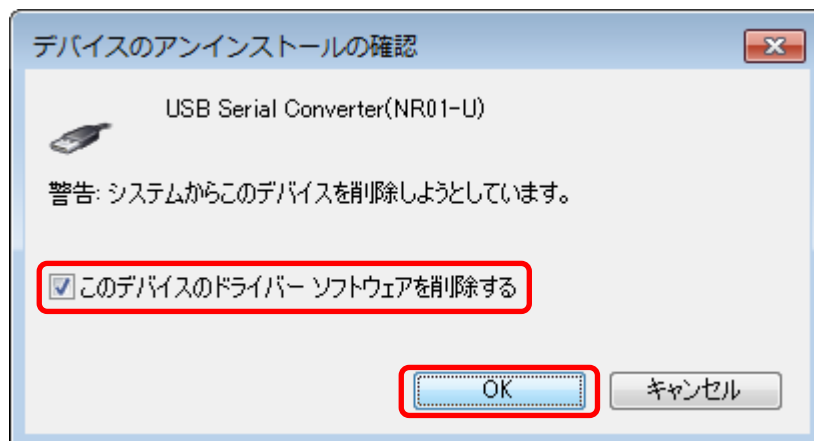 デバイスのアンインストールの確認
USB Serial Converter(NR01-U)
警告: システムからこのデバイスを削除しようとしています。
このデバイスのドライバー ソフトウェアを削除する
OK
キャンセル